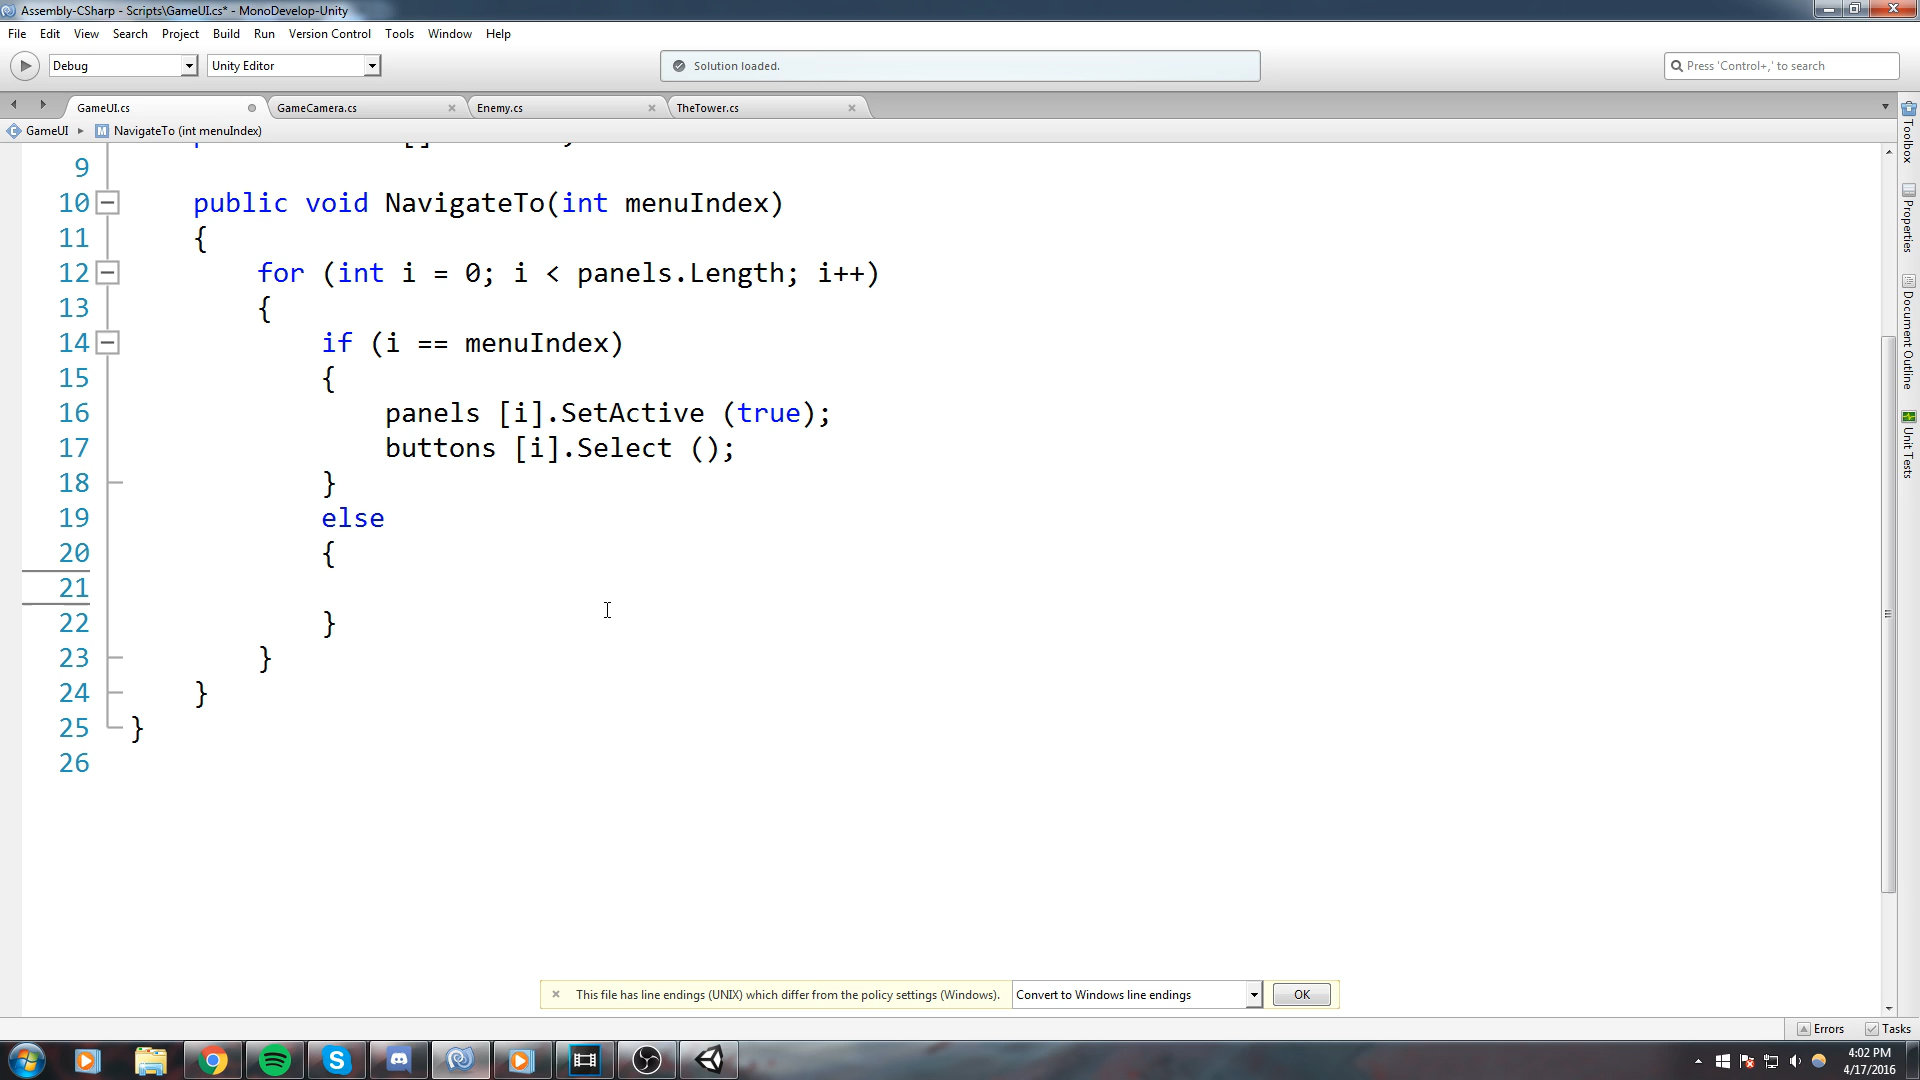 Assembly-CSharp - Scripts\GameUI.cs* - MonoDevelop-Unity
File Edit View Search Project Build Run Version Control Tools Window Help
Debug Unity Editor Solution loaded. Press 'Control+,' to search
GameUI.cs GameCamera.cs Enemy.cs TheTower.cs
GameUI NavigateTo (int menuIndex)
9
10 public void NavigateTo(int menuIndex)
11 {
12 for (int i = 0; i < panels.Length; i++)
13 {
14 if (i == menuIndex)
15 {
16 panels [i].SetActive (true);
17 buttons [i].Select ();
18 }
19 else
20 {
21
22 }
23 }
24 }
25 }
26
Toolbox
Properties
Document Outline
Unit Tests
This file has line endings (UNIX) which differ from the policy settings (Windows). Convert to Windows line endings OK
Errors Tasks
4:02 PM
4/17/2016